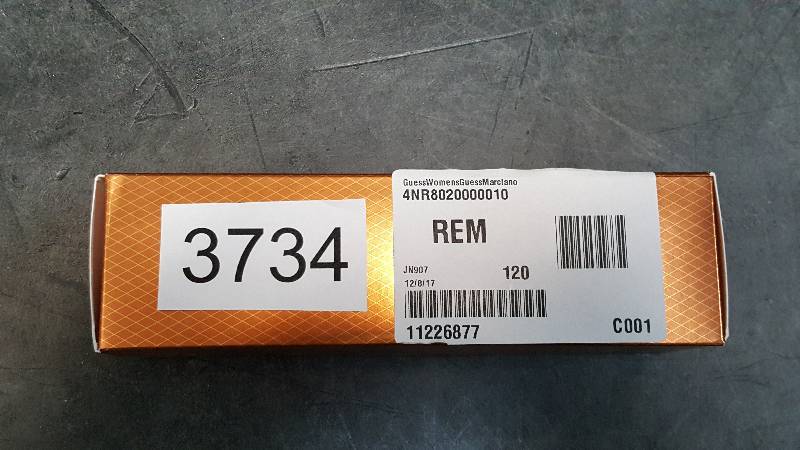 3734
GuessWomensGuessMarciano
4NR8020000010
REM
JN907
120
12/8/17
11226877
C001